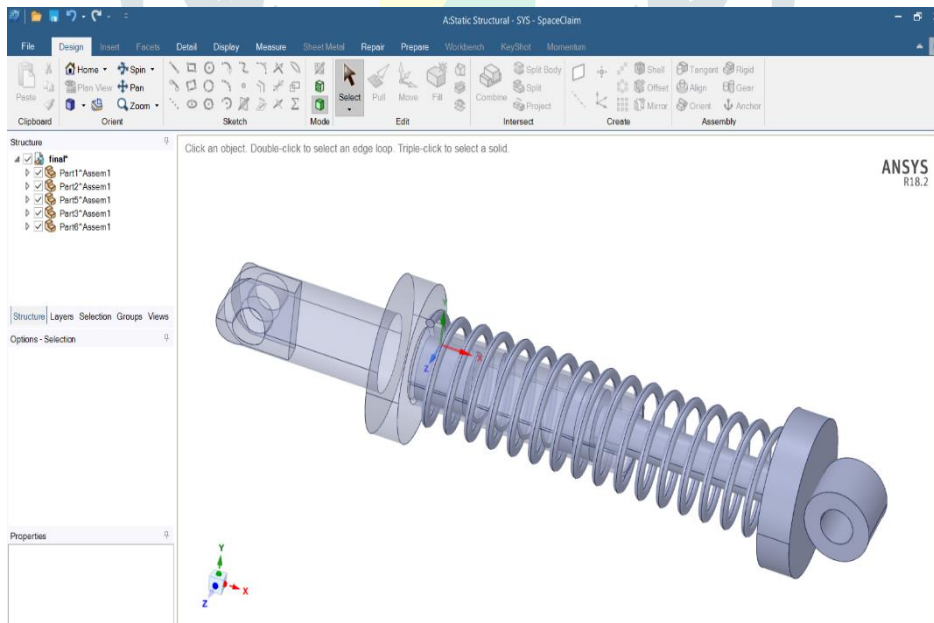 A:Static Structural - SYS - SpaceClaim
File Design Insert Facets Detail Display Measure Sheet Metal Repair Prepare Workbench KeyShot Momentum
Home Spin Select Pull Move Fill Combine Split Body Shell Tangent Rigid
Paste Plan View Pan Split Offset Align Gear
Zoom Project Mirror Orient Anchor
Clipboard Orient Sketch Mode Edit Intersect Create Assembly
Structure
Click an object. Double-click to select an edge loop. Triple-click to select a solid.
final*
Part1^Assem1
Part2^Assem1
Part5^Assem1
Part3^Assem1
Part6^Assem1
ANSYS
R18.2
Structure Layers Selection Groups Views
Options - Selection
Y
X
Z
Properties
Y
X
Z